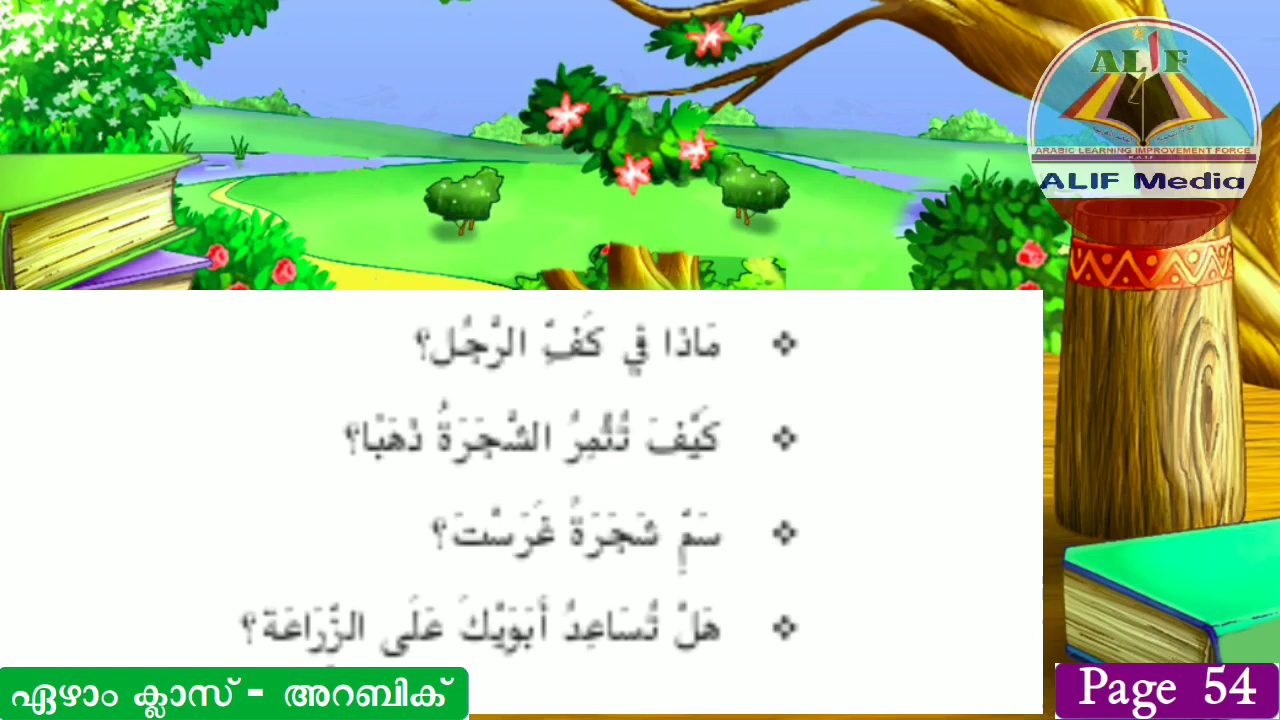 ALIF
ARABIC LEARNING IMPROVEMENT FORCE
ALIF Media
❖ مَاذَا فِي كَفِّ الرَّجُلِ؟
❖ كَيْفَ تُثْمِرُ الشَّجَرَةُ ذَهَبًا؟
❖ سَمِّ شَجَرَةً غَرَسْتَ؟
❖ هَلْ تُسَاعِدُ أَبَوَيْكَ عَلَى الزِّرَاعَة؟
ഏഴാം ക്ലാസ് - അറബിക്
Page 54